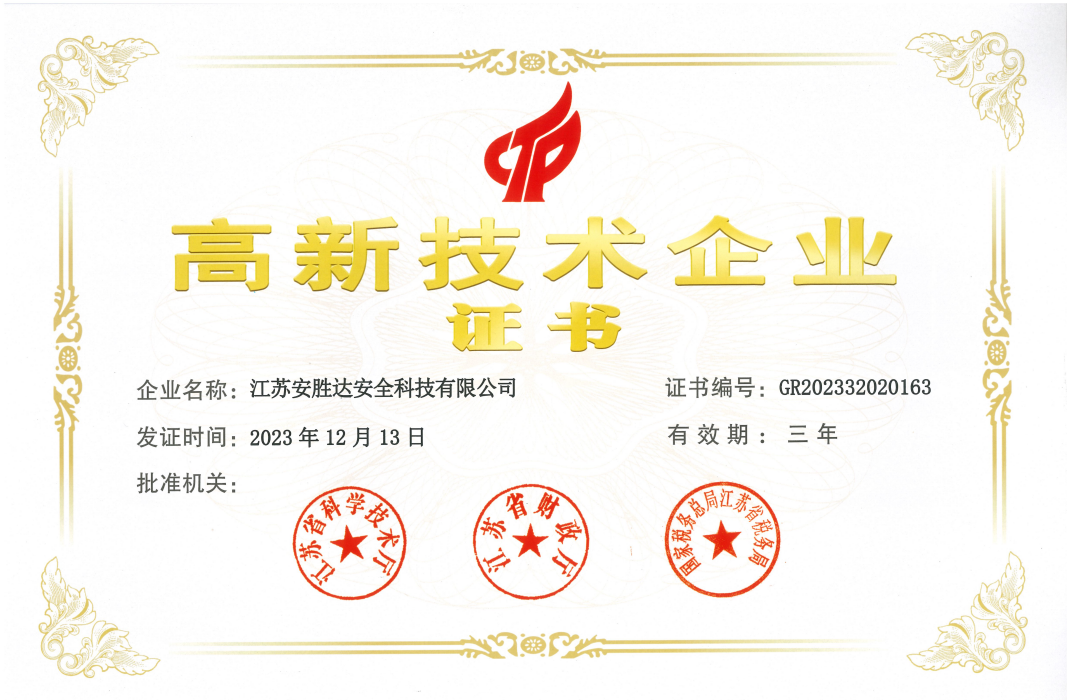 CTP
高新技术企业
证书
企业名称：江苏安胜达安全科技有限公司
证书编号：GR202332020163
发证时间：2023年12月13日
有效期：三年
批准机关：
江苏省科学技术厅
江苏省财政厅
国家税务总局江苏省税务局